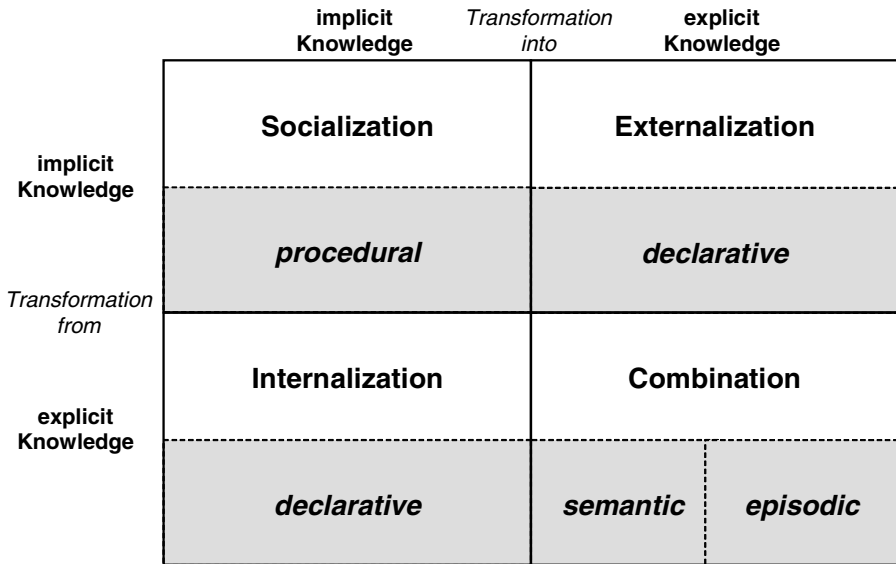 implicit Transformation explicit
Knowledge into Knowledge
Socialization Externalization
implicit
Knowledge
procedural declarative
Transformation
from
Internalization Combination
explicit
Knowledge
declarative semantic episodic